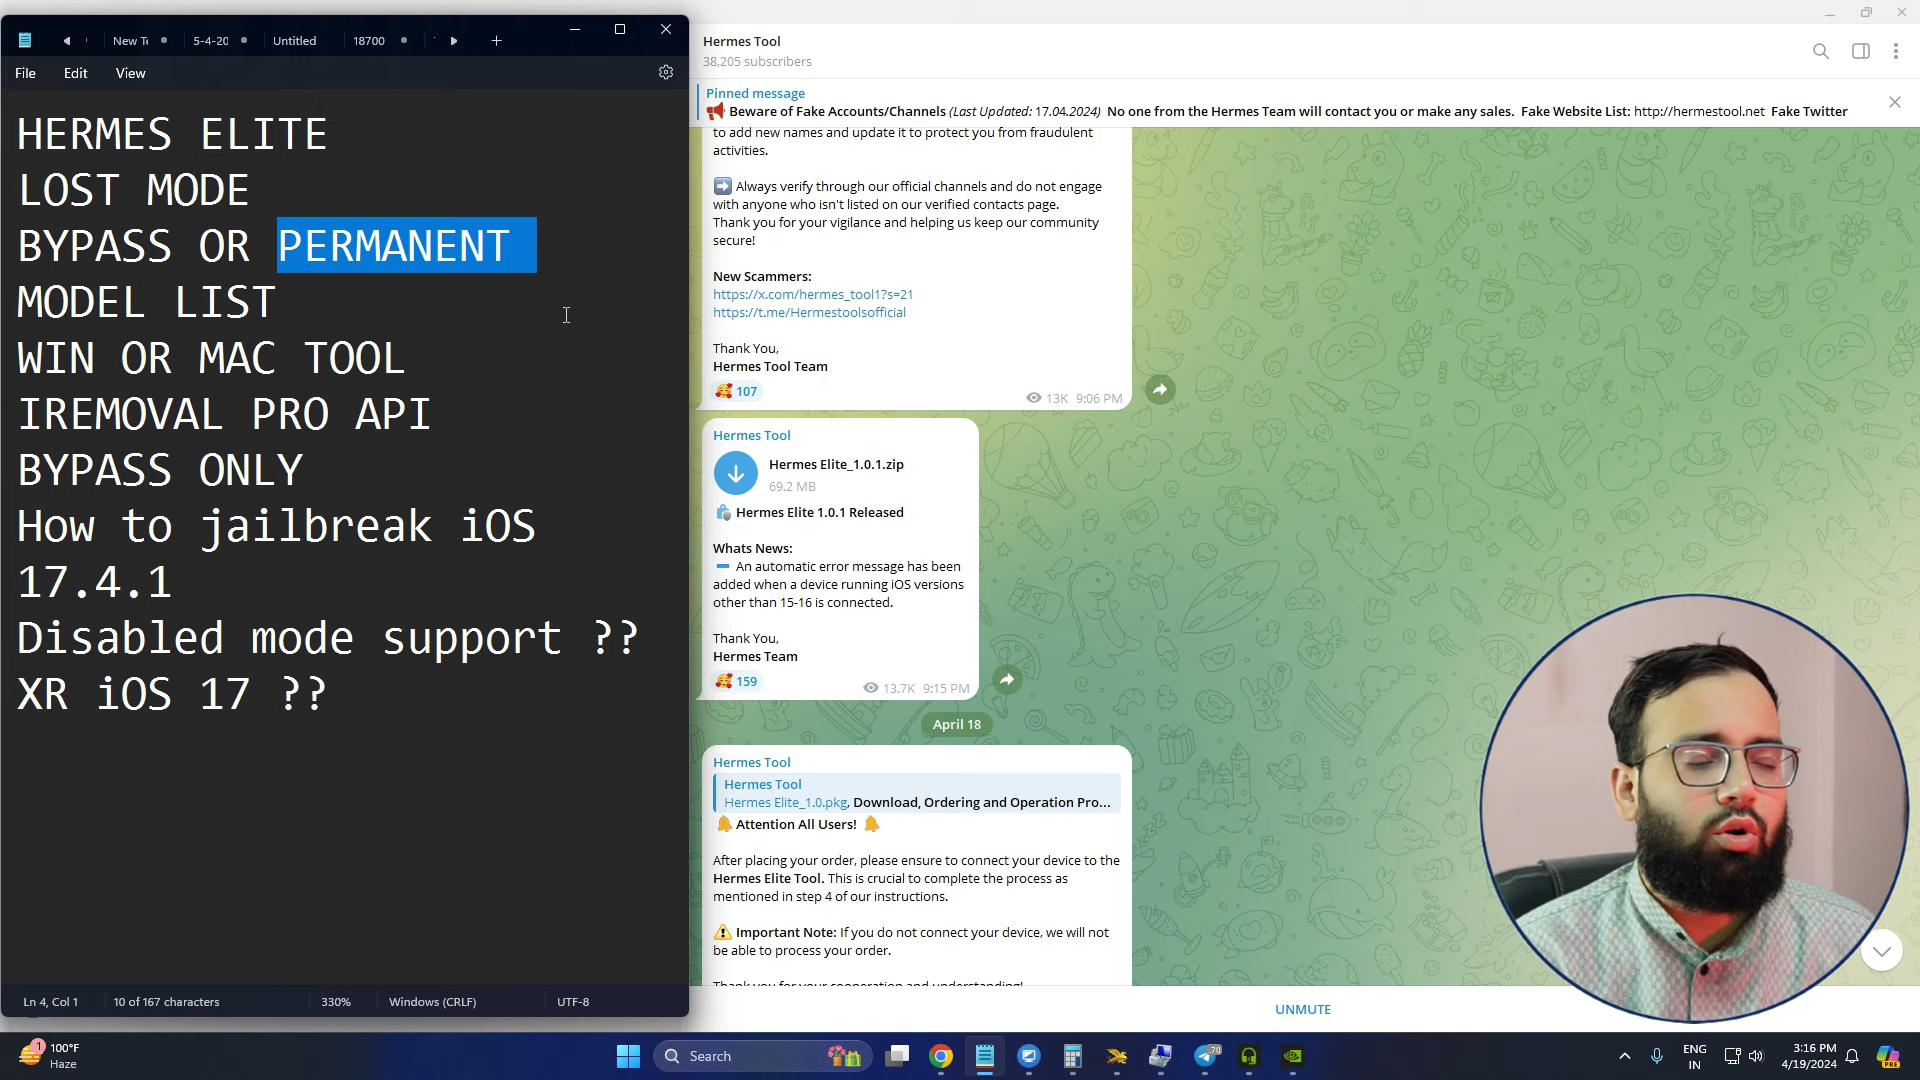 New Te
5-4-20
Untitled
18700
File
Edit
View
HERMES ELITE
LOST MODE
BYPASS OR PERMANENT
MODEL LIST
WIN OR MAC TOOL
IREMOVAL PRO API
BYPASS ONLY
How to jailbreak iOS
17.4.1
Disabled mode support ??
XR iOS 17 ??
Ln 4, Col 1
10 of 167 characters
330%
Windows (CRLF)
UTF-8
Hermes Tool
38,205 subscribers
Pinned message
Beware of Fake Accounts/Channels (Last Updated: 17.04.2024) No one from the Hermes Team will contact you or make any sales. Fake Website List: http://hermestool.net Fake Twitter
to add new names and update it to protect you from fraudulent
activities.
Always verify through our official channels and do not engage
with anyone who isn't listed on our verified contacts page.
Thank you for your vigilance and helping us keep our community
secure!
New Scammers:
https://x.com/hermes_tool1?s=21
https://t.me/Hermestoolsofficial
Thank You,
Hermes Tool Team
107
13K 9:06 PM
Hermes Tool
Hermes Elite_1.0.1.zip
69.2 MB
Hermes Elite 1.0.1 Released
Whats News:
An automatic error message has been
added when a device running iOS versions
other than 15-16 is connected.
Thank You,
Hermes Team
159
13.7K 9:15 PM
April 18
Hermes Tool
Hermes Tool
Hermes Elite_1.0.pkg, Download, Ordering and Operation Pro...
Attention All Users!
After placing your order, please ensure to connect your device to the
Hermes Elite Tool. This is crucial to complete the process as
mentioned in step 4 of our instructions.
Important Note: If you do not connect your device, we will not
be able to process your order.
Thank you for your cooperation and understanding!
UNMUTE
1
100°F
Haze
Search
70
ENG
IN
3:16 PM
4/19/2024
PRE